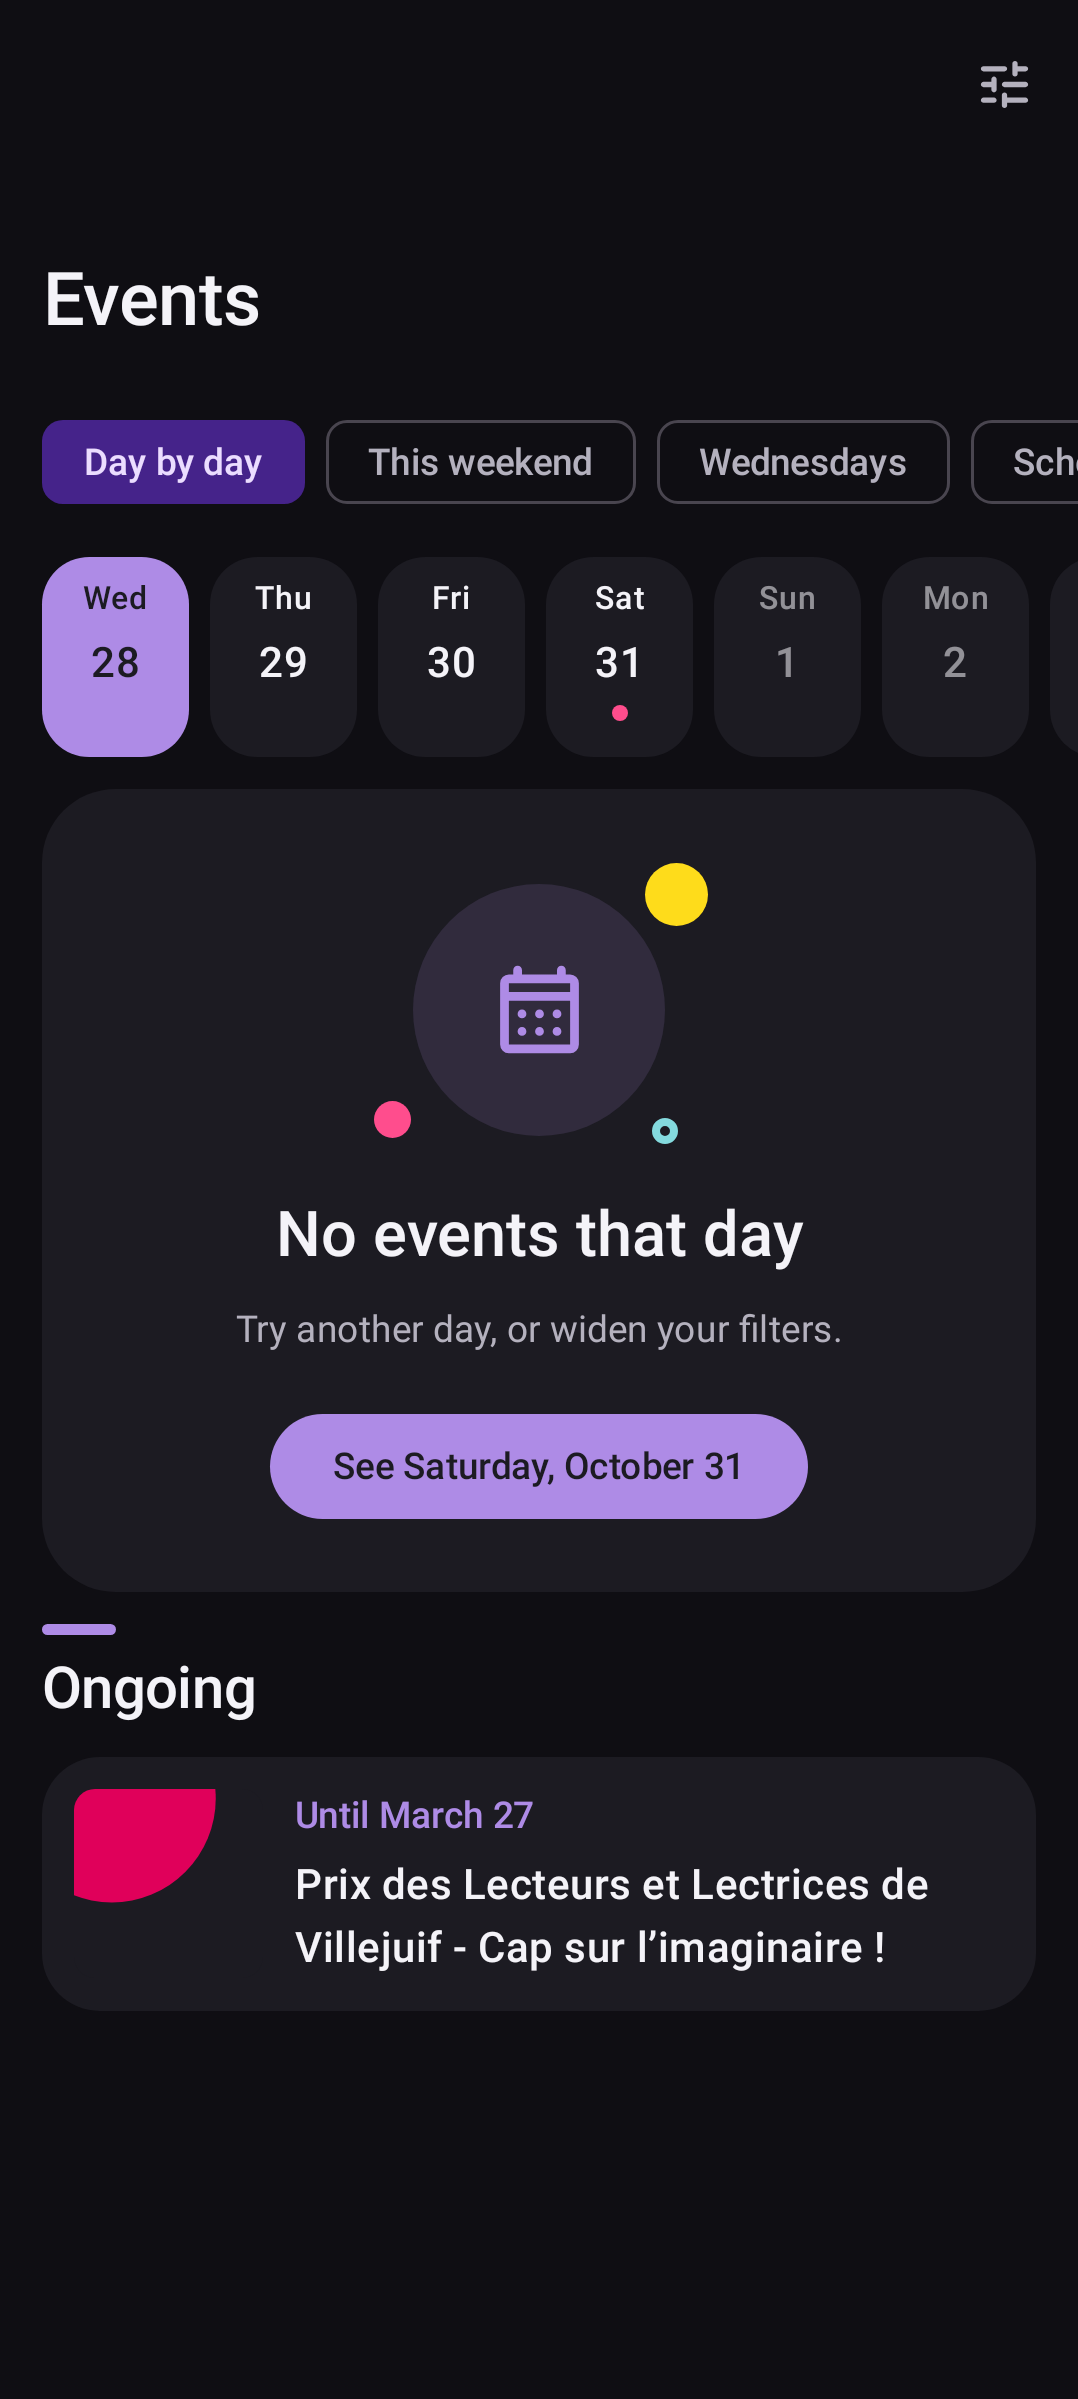 Events
Day by day
This weekend
Wednesdays
Wed
28
Thu
29
Fri
30
Sat
31
Sun
1
Mon
2
No events that day
Try another day, or widen your filters.
See Saturday, October 31
Ongoing
Until March 27
Prix des Lecteurs et Lectrices de
Villejuif - Cap sur l’imaginaire !